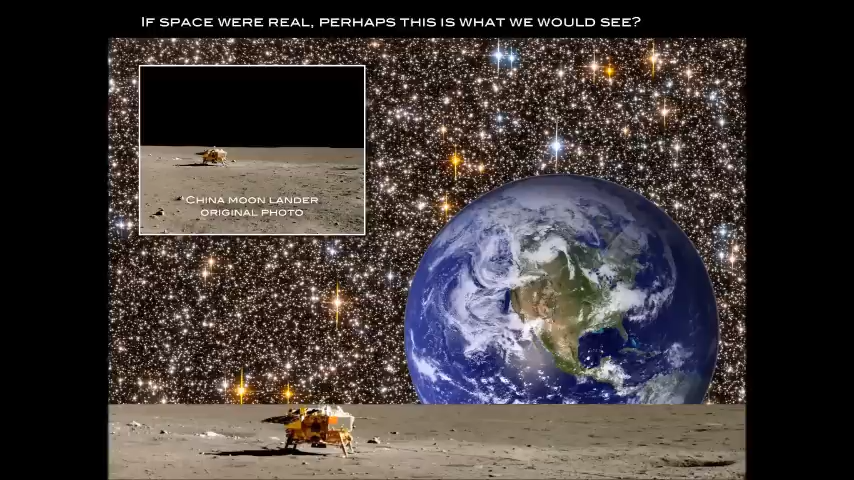 If space were real, perhaps this is what we would see?
*China moon lander
original photo